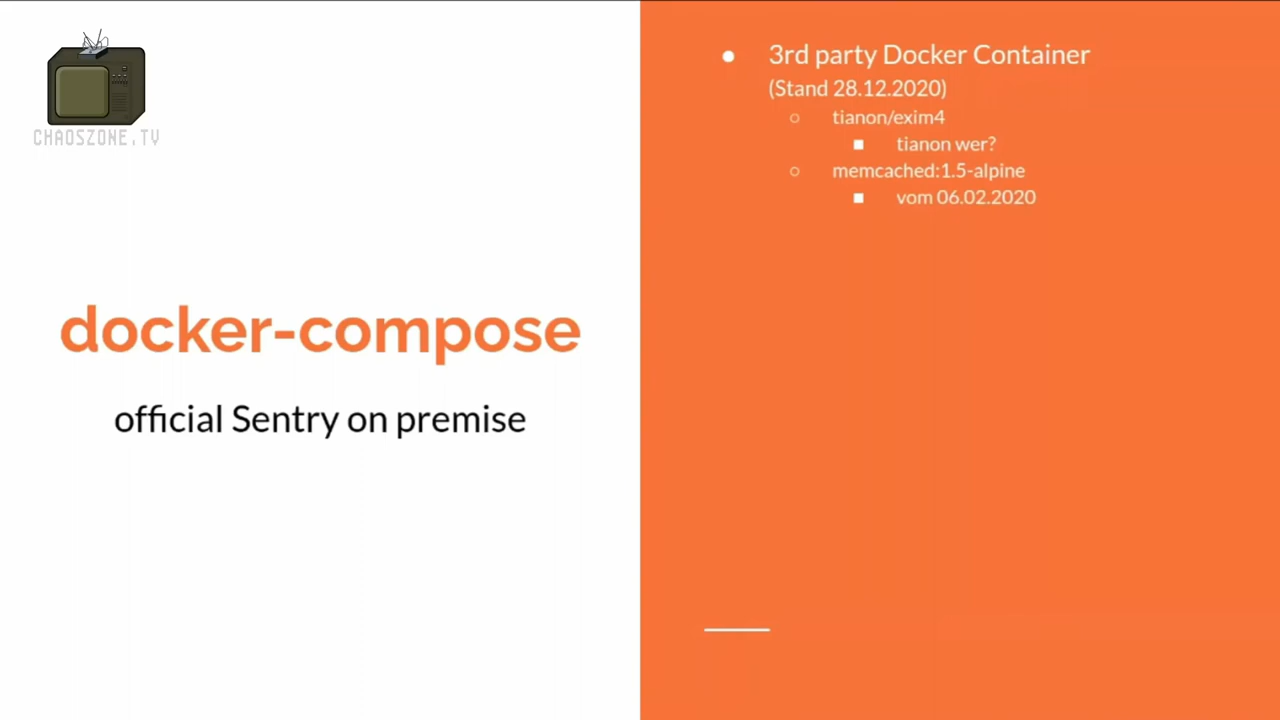 CHAOSZONE.TV
docker-compose
official Sentry on premise
3rd party Docker Container
(Stand 28.12.2020)
tianon/exim4
tianon wer?
memcached:1.5-alpine
vom 06.02.2020